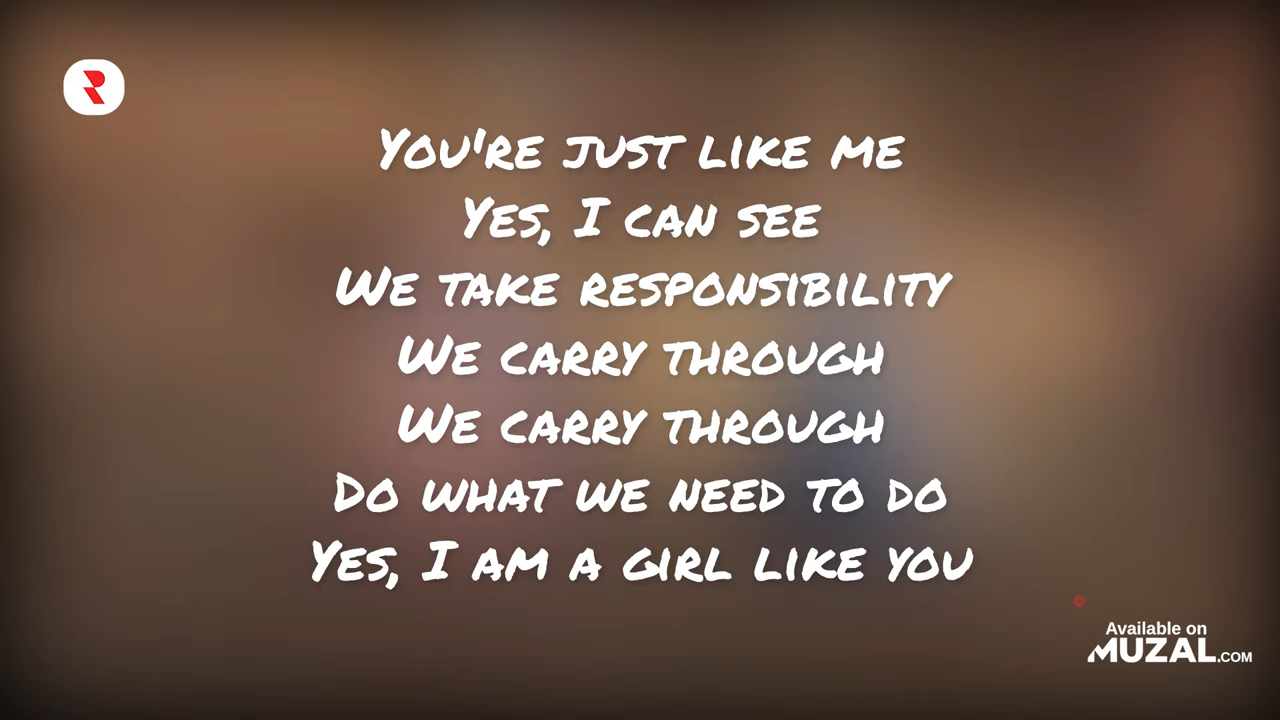 You're just like me
Yes, I can see
We take responsibility
We carry through
We carry through
Do what we need to do
Yes, I am a girl like you
Available on
MUZAL.COM